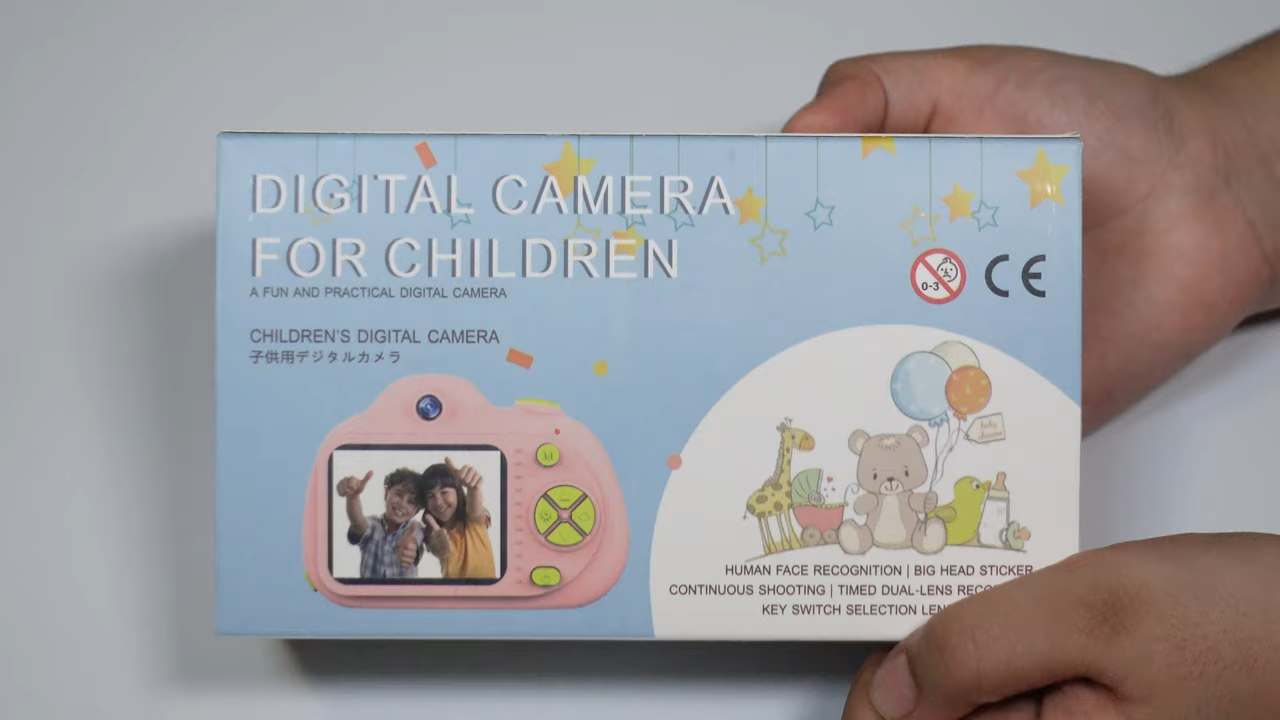 DIGITAL CAMERA
FOR CHILDREN
A FUN AND PRACTICAL DIGITAL CAMERA
CHILDREN'S DIGITAL CAMERA
子供用デジタルカメラ
0-3
CE
baby
shower
HUMAN FACE RECOGNITION | BIG HEAD STICKER
CONTINUOUS SHOOTING | TIMED DUAL-LENS
KEY SWITCH SELECTION